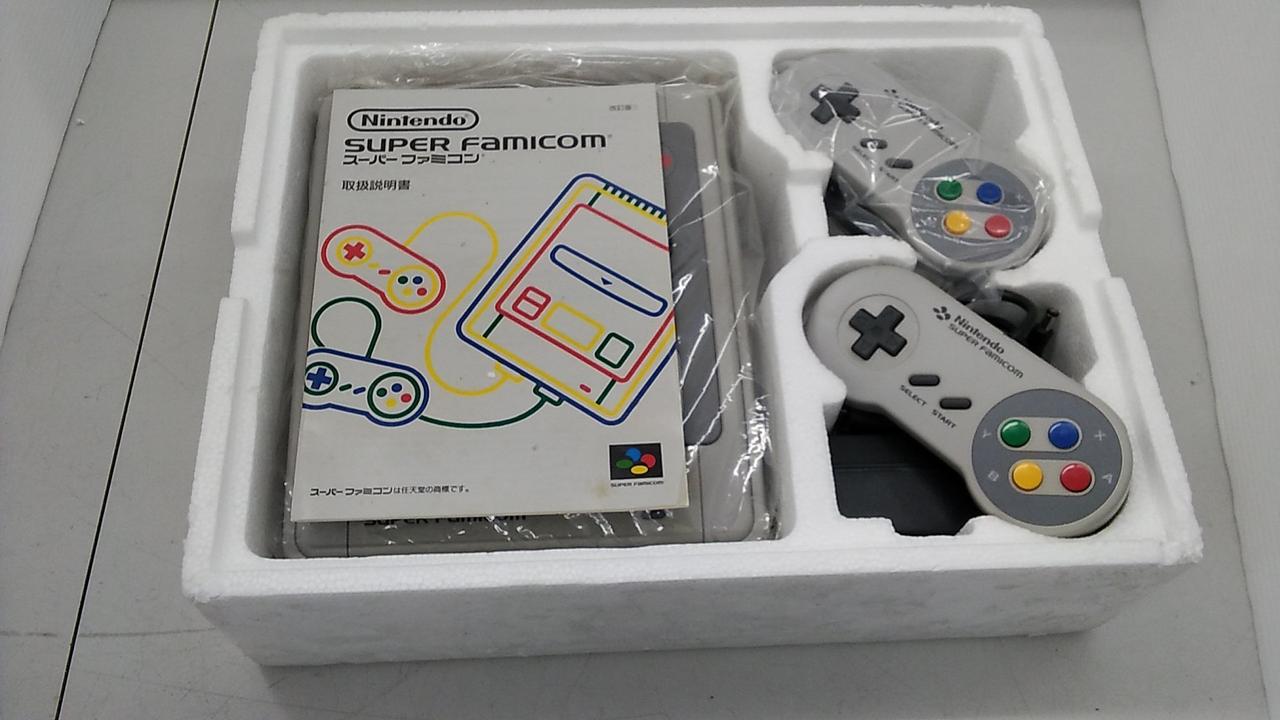 Nintendo
SUPER FAMICOM
スーパーファミコン
取扱説明書
SUPER FAMICOM
スーパーファミコンは任天堂の商標です。
SUPER FAMICOM
Nintendo
SUPER FAMICOM
SELECT START
Y
X
B
A